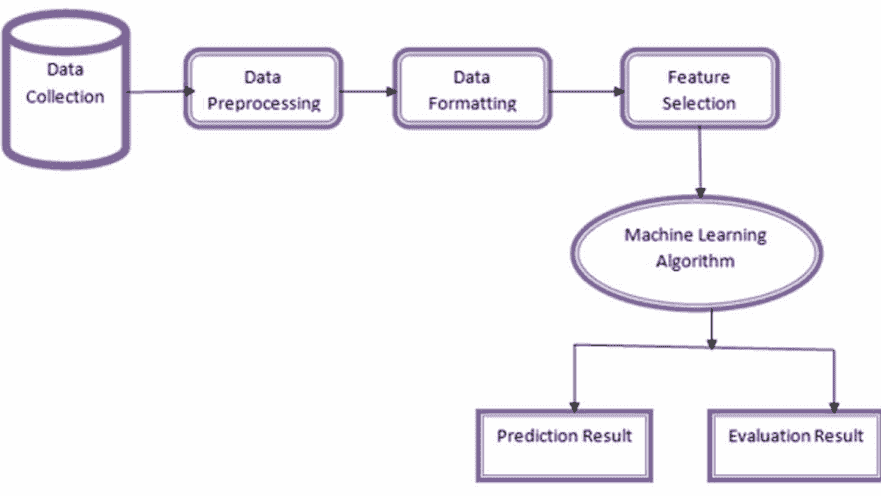 Data
Collection
Data
Preprocessing
Data
Formatting
Feature
Selection
Machine Learning
Algorithm
Prediction Result
Evaluation Result